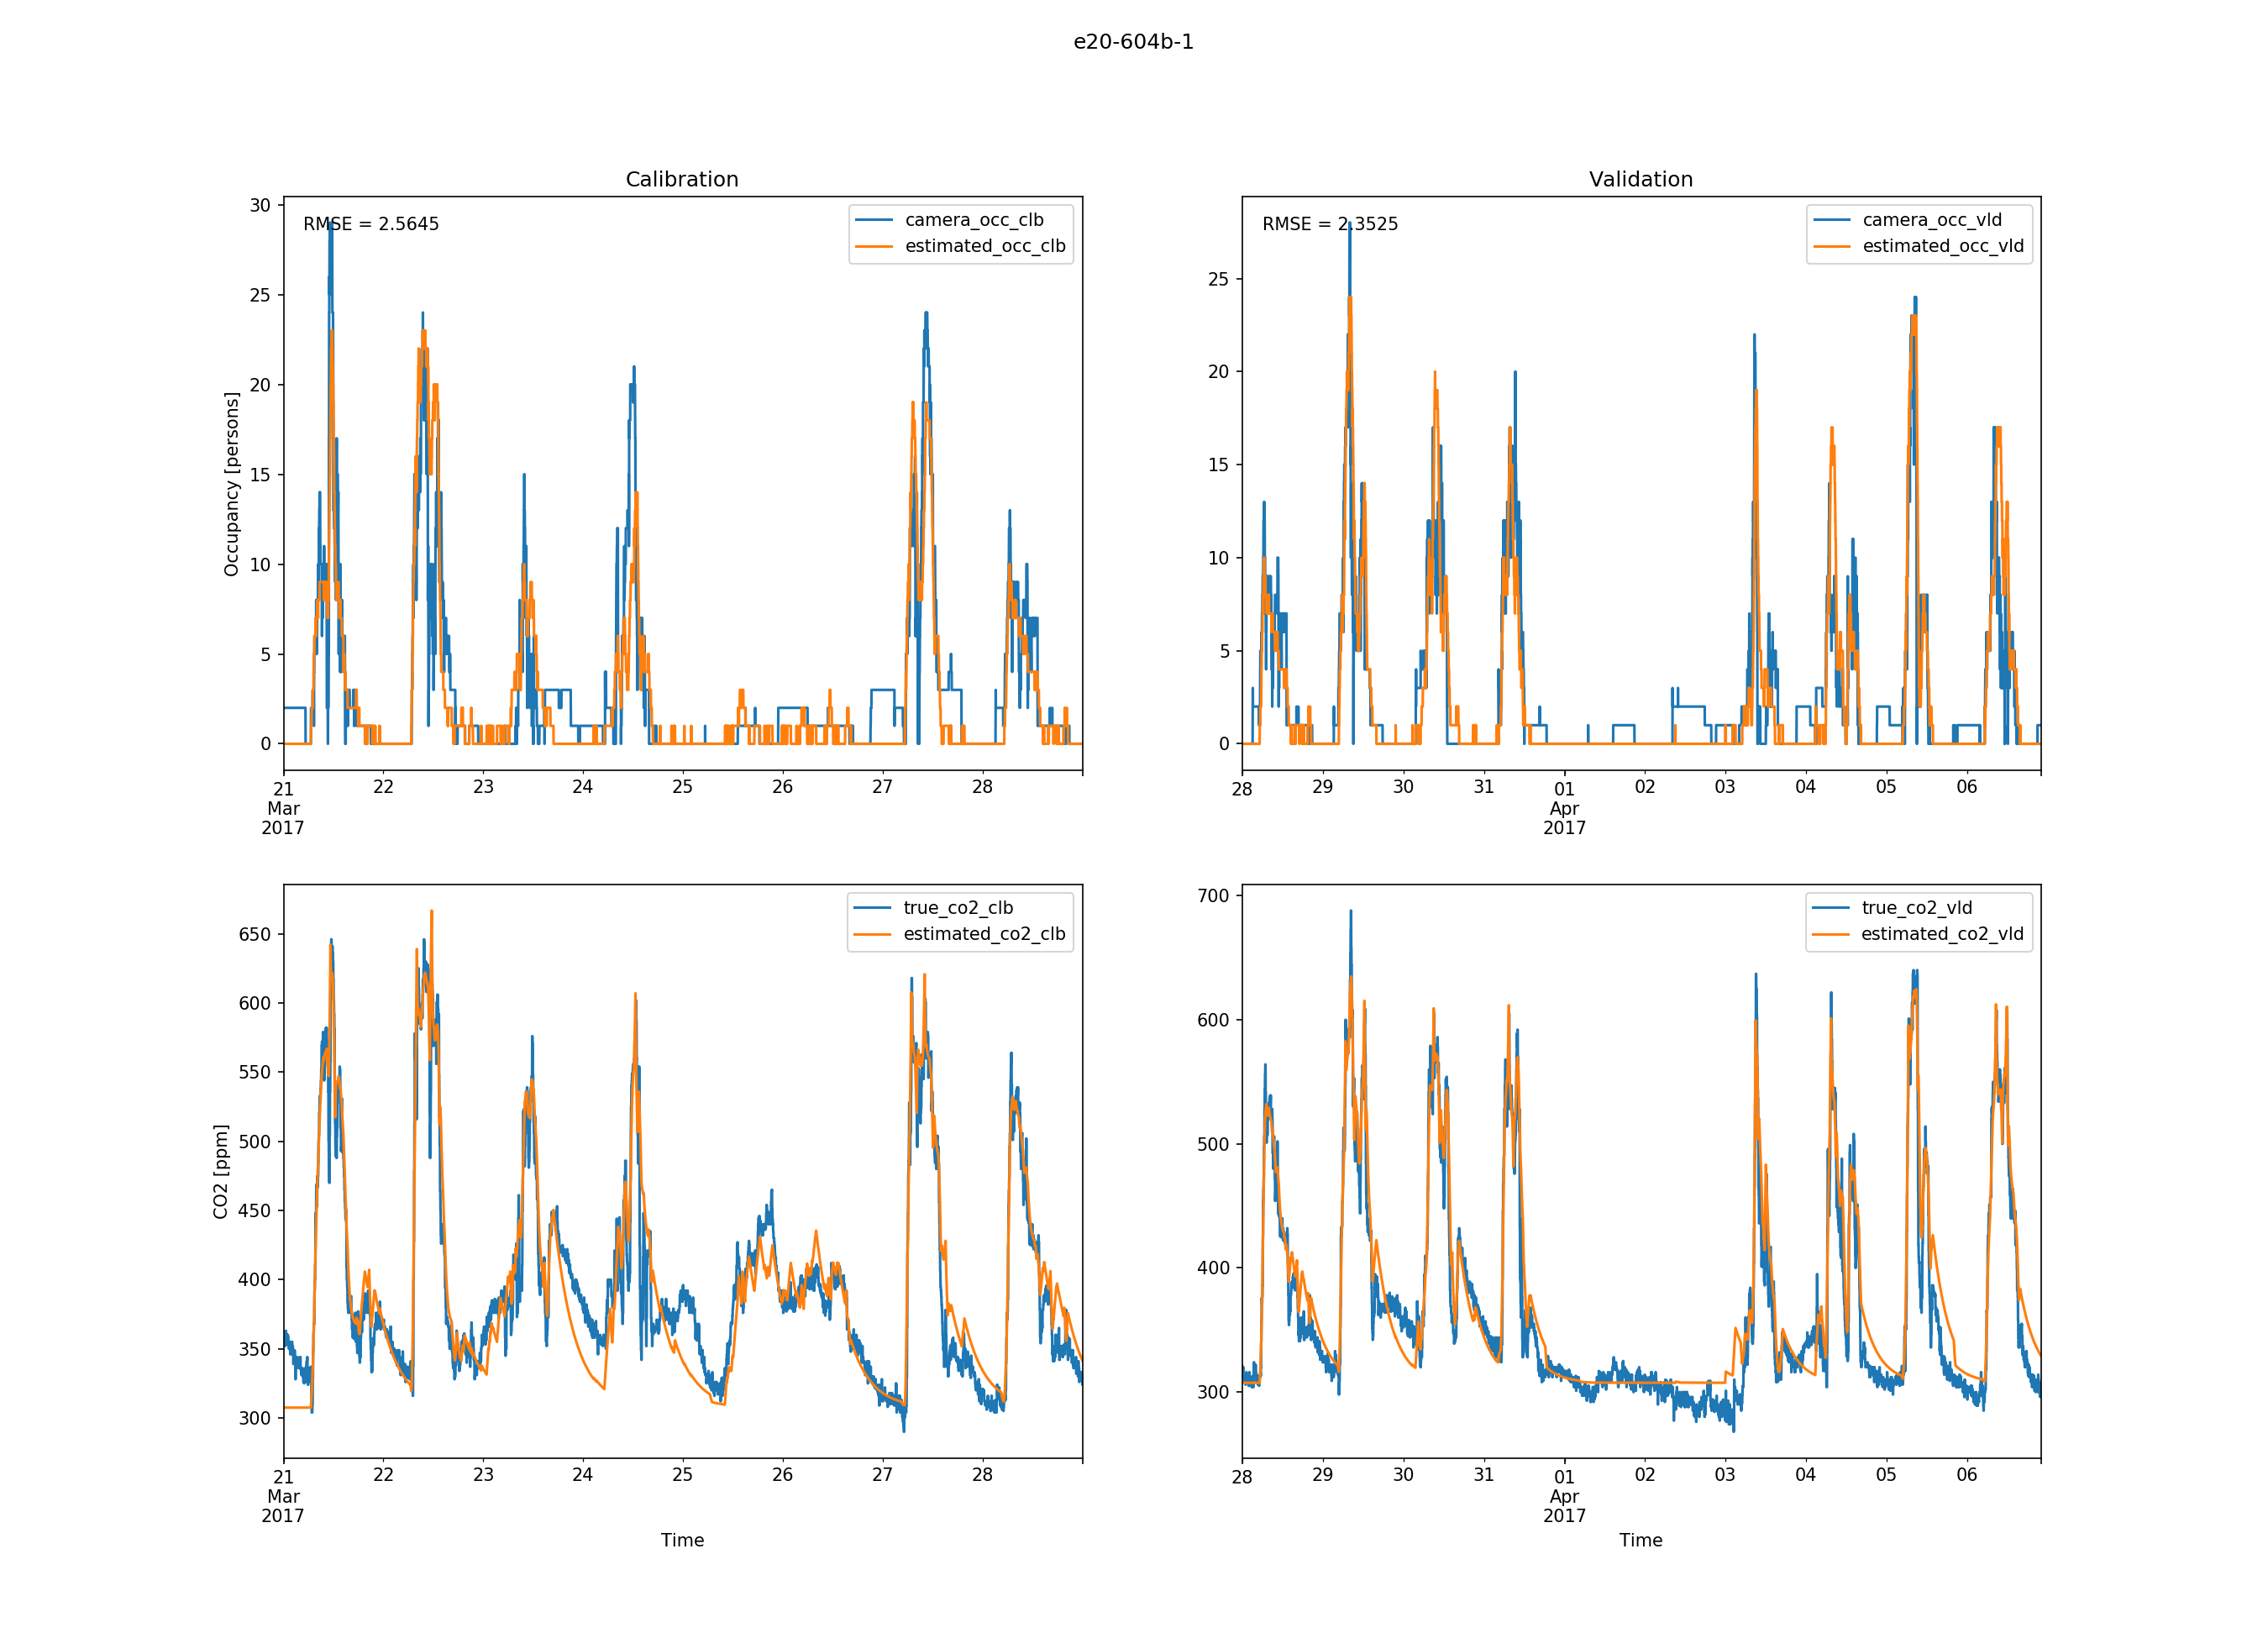 e20-604b-1
Calibration
RMSE = 2.5645
camera_occ_clb
estimated_occ_clb
Occupancy [persons]
30
25
20
15
10
5
0
21 22 23 24 25 26 27 28
Mar
2017
Validation
RMSE = 2.3525
camera_occ_vld
estimated_occ_vld
25
20
15
10
5
0
28 29 30 31 01 02 03 04 05 06
Apr
2017
true_co2_clb
estimated_co2_clb
CO2 [ppm]
650
600
550
500
450
400
350
300
21 22 23 24 25 26 27 28
Mar
2017
Time
true_co2_vld
estimated_co2_vld
700
600
500
400
300
28 29 30 31 01 02 03 04 05 06
Apr
2017
Time